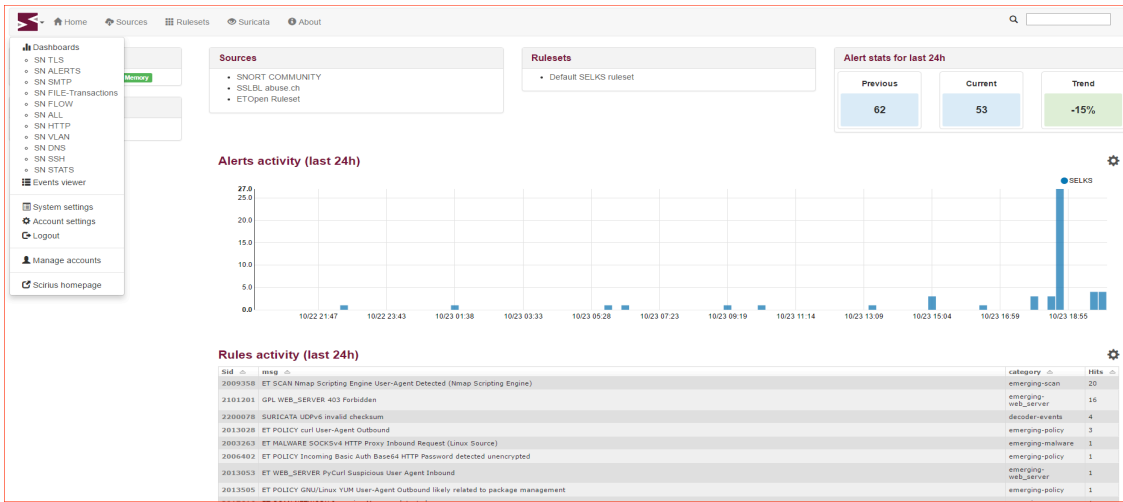 Home Sources Rulesets Suricata About
Dashboards
SN TLS
SN ALERTS
SN SMTP
SN FILE-Transactions
SN FLOW
SN ALL
SN HTTP
SN VLAN
SN DNS
SN SSH
SN STATS
Events viewer
System settings
Account settings
Logout
Manage accounts
Scirius homepage
Memory
Sources
SNORT COMMUNITY
SSLBL abuse.ch
ETOpen Ruleset
Rulesets
Default SELKS ruleset
Alert stats for last 24h
Previous Current Trend
62 53 -15%
Alerts activity (last 24h)
SELKS
27.0
25.0
20.0
15.0
10.0
5.0
0.0
10/22 21:47 10/22 23:43 10/23 01:38 10/23 03:33 10/23 05:28 10/23 07:23 10/23 09:19 10/23 11:14 10/23 13:09 10/23 15:04 10/23 16:59 10/23 18:55
Rules activity (last 24h)
Sid msg category Hits
2009358 ET SCAN Nmap Scripting Engine User-Agent Detected (Nmap Scripting Engine) emerging-scan 20
2101201 GPL WEB_SERVER 403 Forbidden emerging-web_server 16
2200078 SURICATA UDPv6 invalid checksum decoder-events 4
2013028 ET POLICY curl User-Agent Outbound emerging-policy 3
2003263 ET MALWARE SOCKSv4 HTTP Proxy Inbound Request (Linux Source) emerging-malware 1
2006402 ET POLICY Incoming Basic Auth Base64 HTTP Password detected unencrypted emerging-policy 1
2013053 ET WEB_SERVER PyCurl Suspicious User Agent Inbound emerging-web_server 1
2013505 ET POLICY GNU/Linux YUM User-Agent Outbound likely related to package management emerging-policy 1